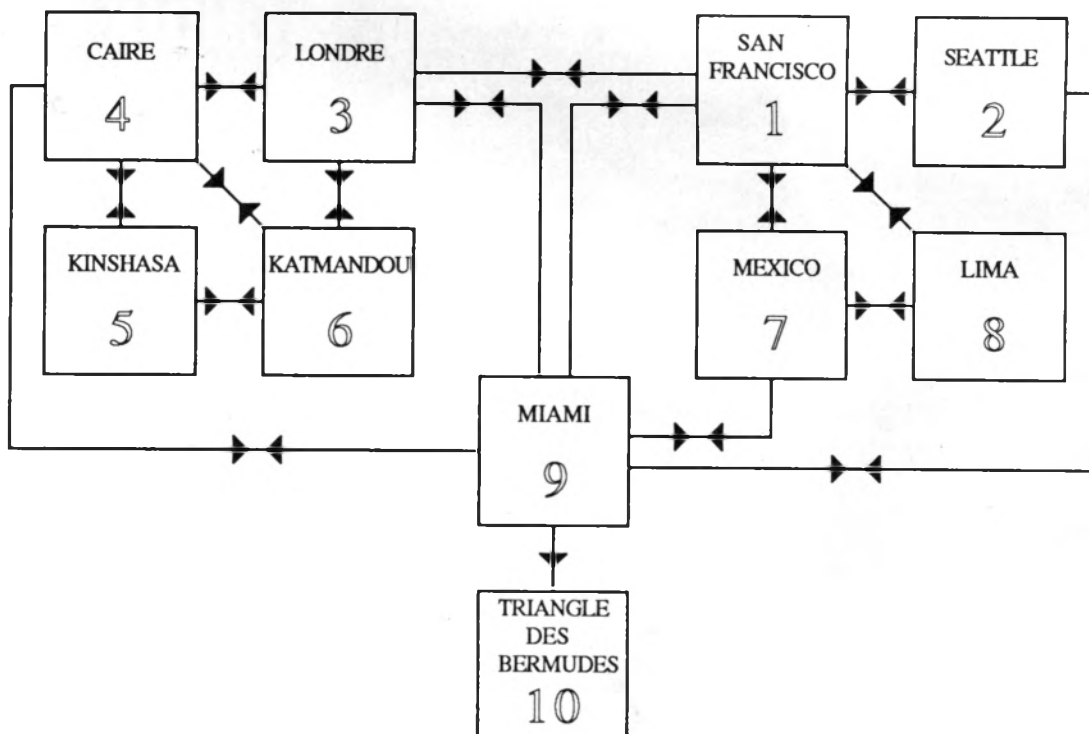 CAIRE
4
LONDRE
3
SAN
FRANCISCO
1
SEATTLE
2
KINSHASA
5
KATMANDOU
6
MEXICO
7
LIMA
8
MIAMI
9
TRIANGLE
DES
BERMUDES
10